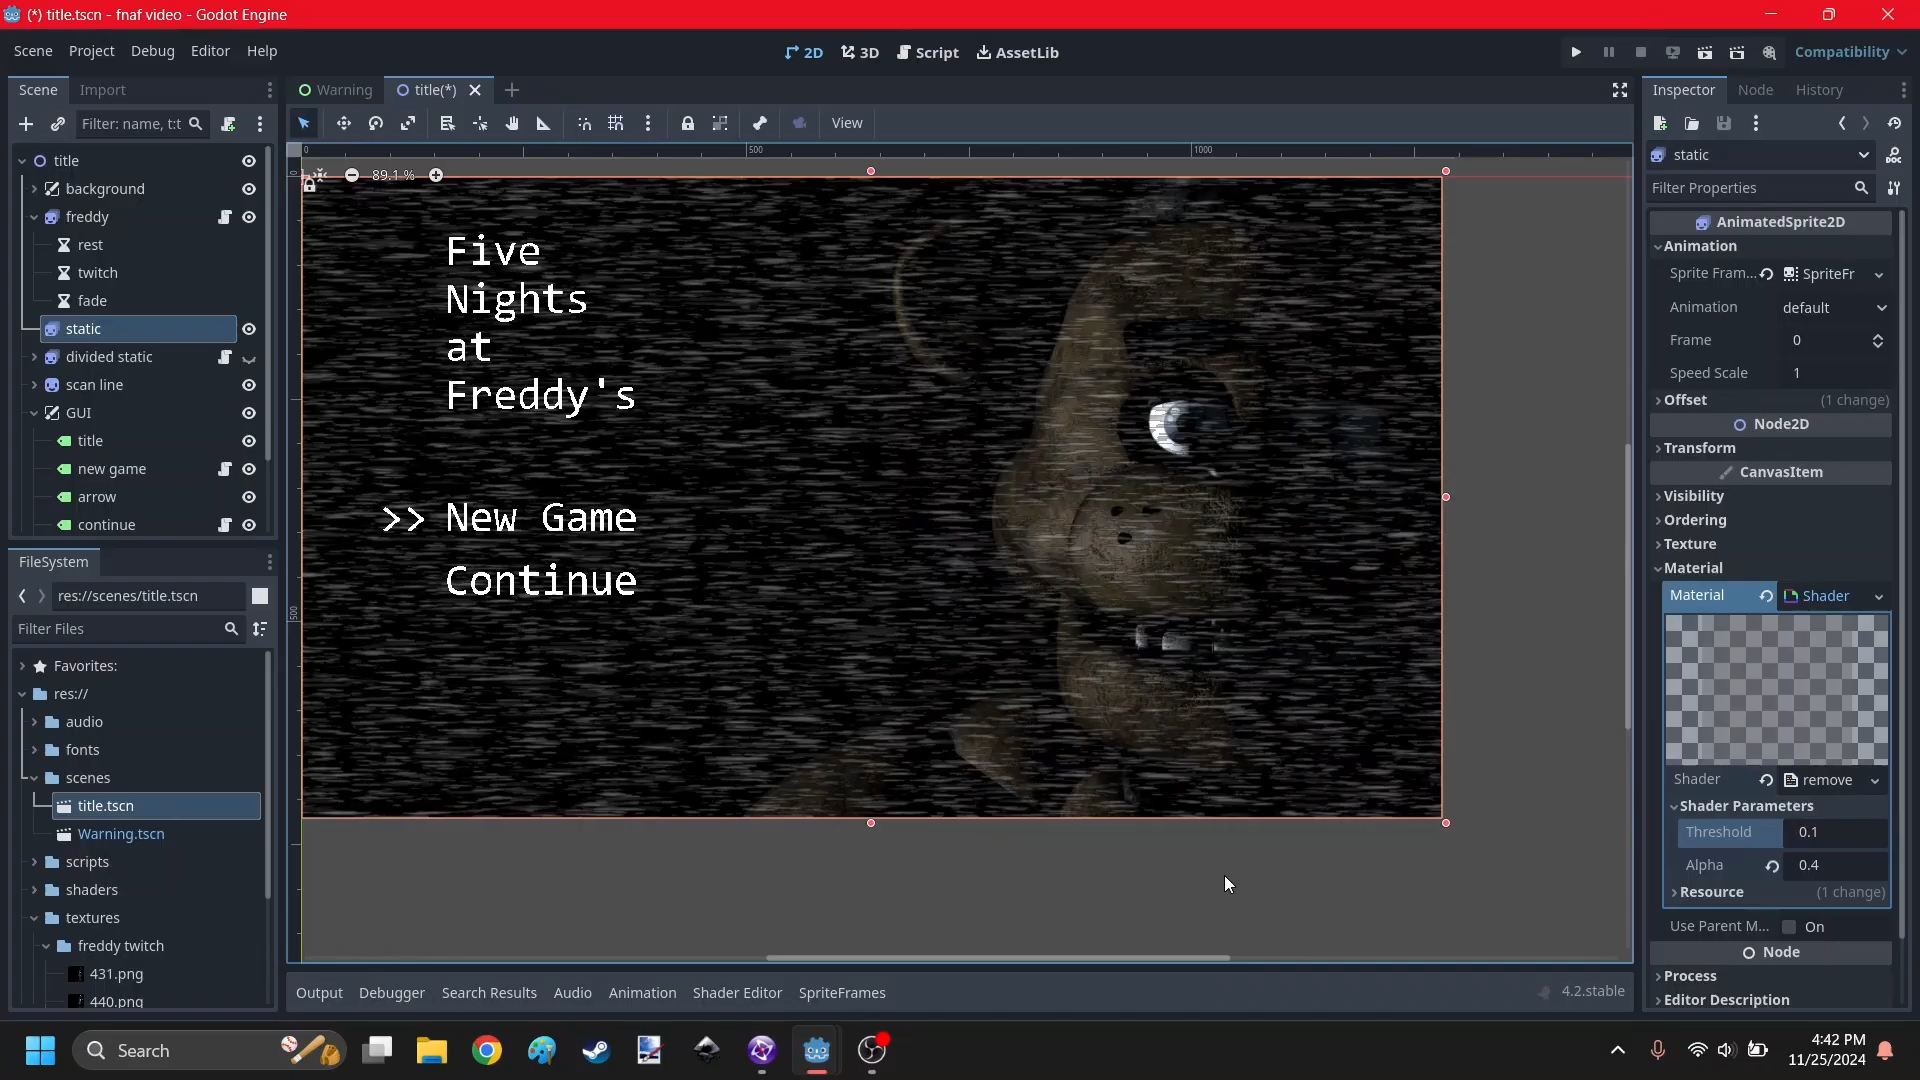 (*) title.tscn - fnaf video - Godot Engine
Scene Project Debug Editor Help
2D 3D Script AssetLib
Compatibility
Scene Import
Filter: name, t:t
title
background
freddy
rest
twitch
fade
static
divided static
scan line
GUI
title
new game
arrow
continue
FileSystem
res://scenes/title.tscn
Filter Files
Favorites:
res://
audio
fonts
scenes
title.tscn
Warning.tscn
scripts
shaders
textures
freddy twitch
431.png
440.png
Warning title(*)
View
0 500 1000
0
500
89.1 %
Five
Nights
at
Freddy's
>> New Game
Continue
Output Debugger Search Results Audio Animation Shader Editor SpriteFrames
4.2.stable
Inspector Node History
static
Filter Properties
AnimatedSprite2D
Animation
Sprite Fram... SpriteFr
Animation default
Frame 0
Speed Scale 1
Offset (1 change)
Node2D
Transform
CanvasItem
Visibility
Ordering
Texture
Material
Material Shader
Shader remove
Shader Parameters
Threshold 0.1
Alpha 0.4
Resource (1 change)
Use Parent M... On
Node
Process
Editor Description
Search
4:42 PM
11/25/2024